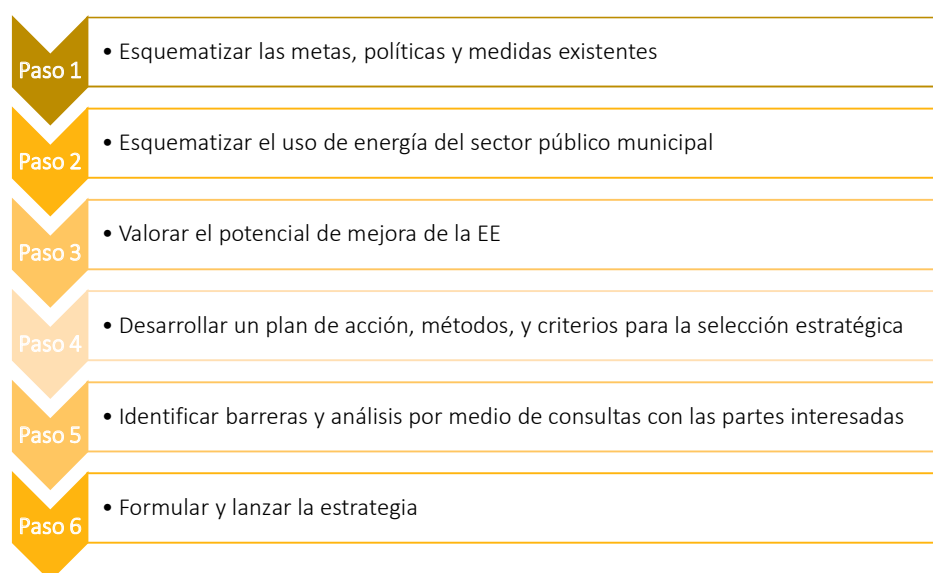 Paso 1
• Esquematizar las metas, políticas y medidas existentes
Paso 2
• Esquematizar el uso de energía del sector público municipal
Paso 3
• Valorar el potencial de mejora de la EE
Paso 4
• Desarrollar un plan de acción, métodos, y criterios para la selección estratégica
Paso 5
• Identificar barreras y análisis por medio de consultas con las partes interesadas
Paso 6
• Formular y lanzar la estrategia